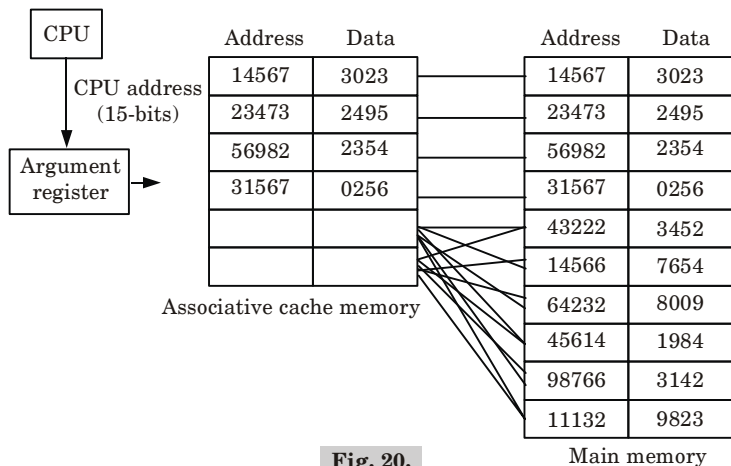 CPU
CPU address
(15-bits)
Argument
register
Address Data
14567 3023
23473 2495
56982 2354
31567 0256
Associative cache memory
Address Data
14567 3023
23473 2495
56982 2354
31567 0256
43222 3452
14566 7654
64232 8009
45614 1984
98766 3142
11132 9823
Main memory
Fig. 20.